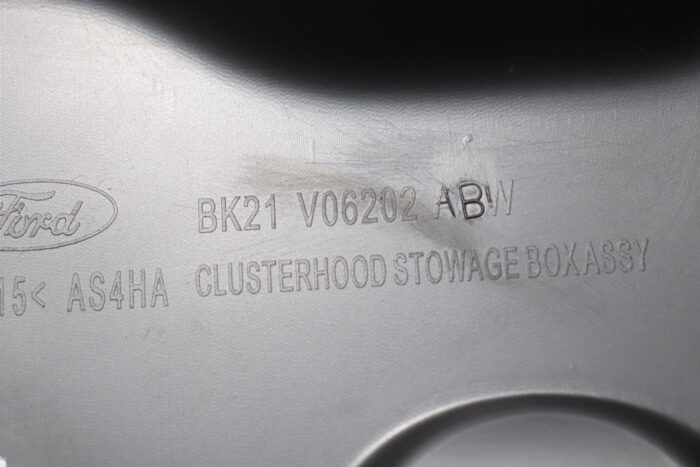 Ford BK21 V06202 ABW
15< AS4HA CLUSTERHOOD STOWAGE BOX ASSY